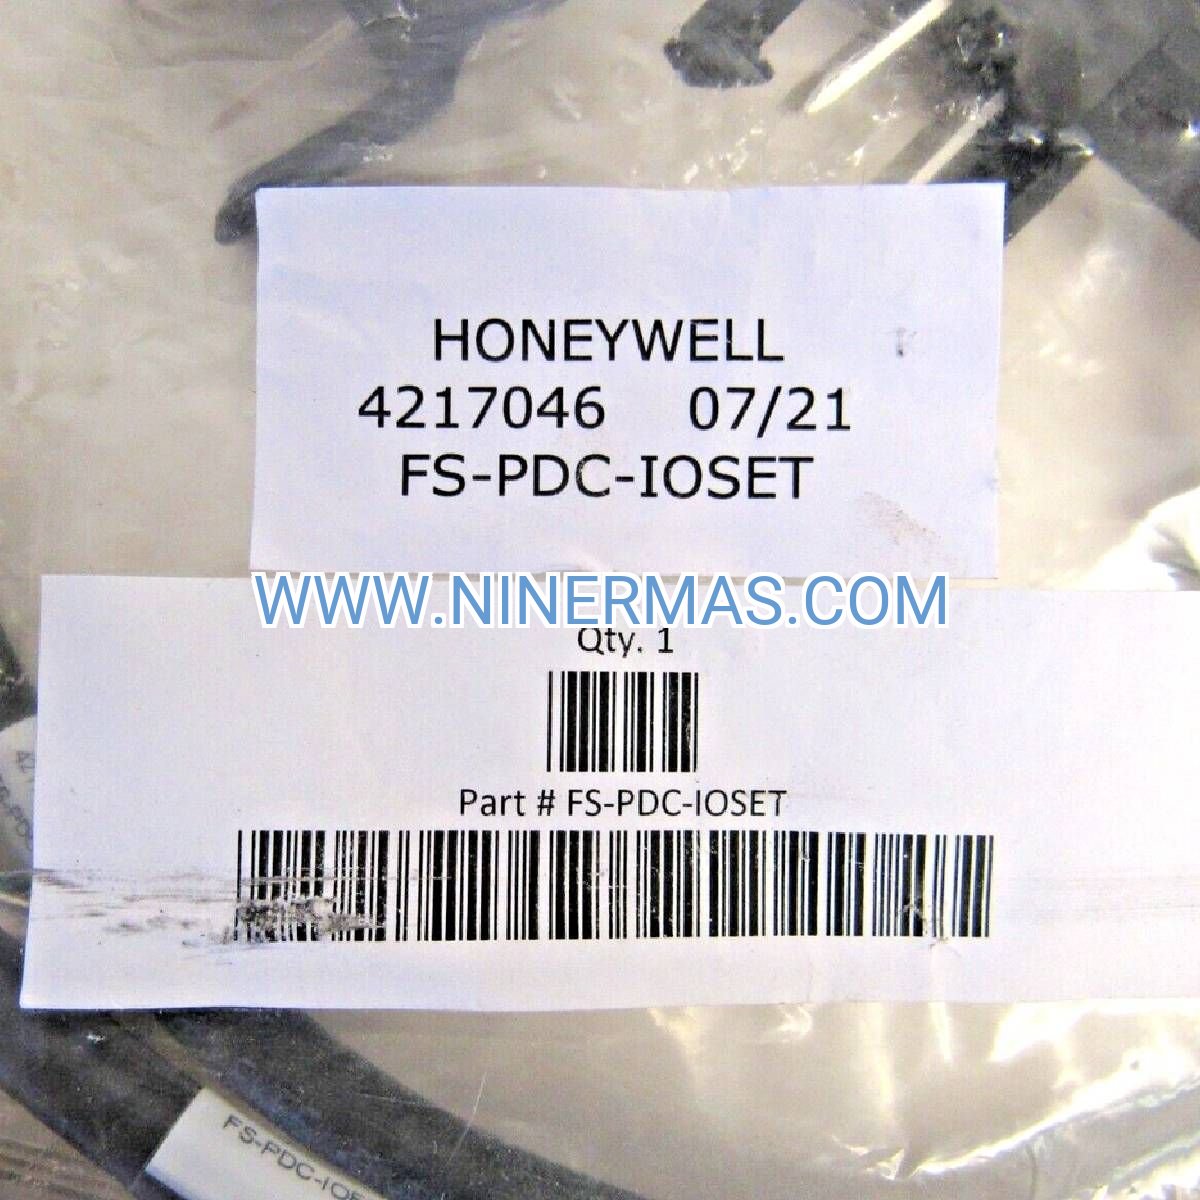 HONEYWELL
4217046 07/21
FS-PDC-IOSET
WWW.NINERMAS.COM
Qty. 1
Part # FS-PDC-IOSET